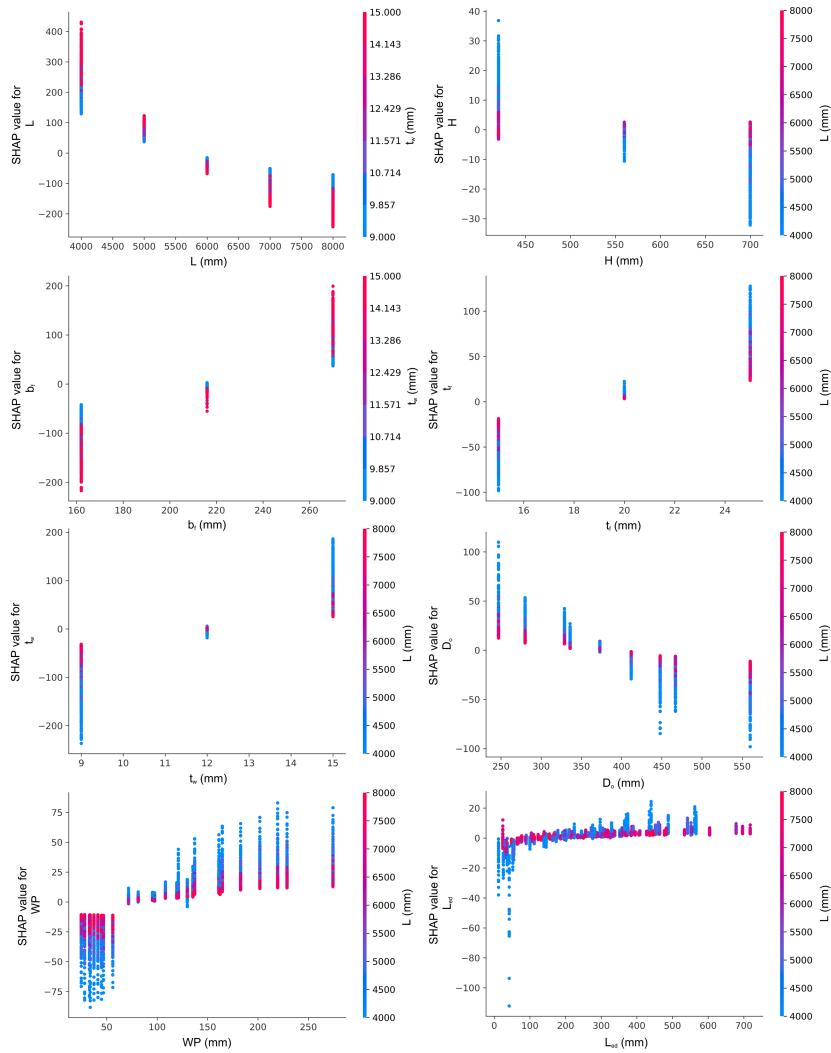 SHAP value for
L
400
300
200
100
0
−100
−200
4000 4500 5000 5500 6000 6500 7000 7500 8000
L (mm)
15.000
14.143
13.286
12.429
11.571
10.714
9.857
9.000
t_w (mm)
SHAP value for
H
40
30
20
10
0
−10
−20
−30
450 500 550 600 650 700
H (mm)
8000
7500
7000
6500
6000
5500
5000
4500
4000
L (mm)
SHAP value for
b_f
200
100
0
−100
−200
160 180 200 220 240 260
b_f (mm)
15.000
14.143
13.286
12.429
11.571
10.714
9.857
9.000
t_w (mm)
SHAP value for
t_f
100
50
0
−50
−100
16 18 20 22 24
t_f (mm)
8000
7500
7000
6500
6000
5500
5000
4500
4000
L (mm)
SHAP value for
t_w
200
100
0
−100
−200
9 10 11 12 13 14 15
t_w (mm)
8000
7500
7000
6500
6000
5500
5000
4500
4000
L (mm)
SHAP value for
D_o
100
50
0
−50
−100
250 300 350 400 450 500 550
D_o (mm)
8000
7500
7000
6500
6000
5500
5000
4500
4000
L (mm)
SHAP value for
WP
75
50
25
0
−25
−50
−75
50 100 150 200 250
WP (mm)
8000
7500
7000
6500
6000
5500
5000
4500
4000
L (mm)
SHAP value for
L_ed
20
0
−20
−40
−60
−80
−100
0 100 200 300 400 500 600 700
L_ed (mm)
8000
7500
7000
6500
6000
5500
5000
4500
4000
L (mm)